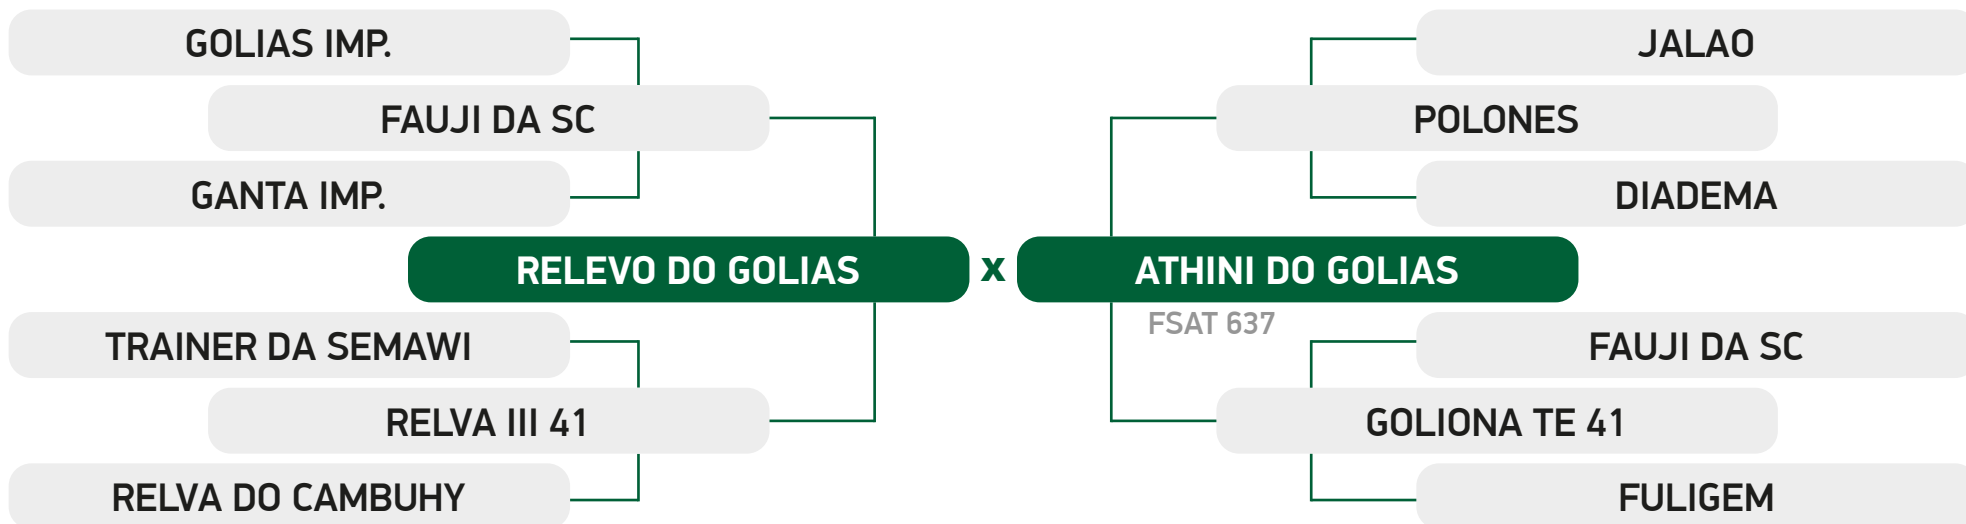 GOLIAS IMP.
FAUJI DA SC
GANTA IMP.
RELEVO DO GOLIAS
TRAINER DA SEMAWI
RELVA III 41
RELVA DO CAMBUHY
x
JALAO
POLONES
DIADEMA
ATHINI DO GOLIAS
FSAT 637
FAUJI DA SC
GOLIONA TE 41
FULIGEM